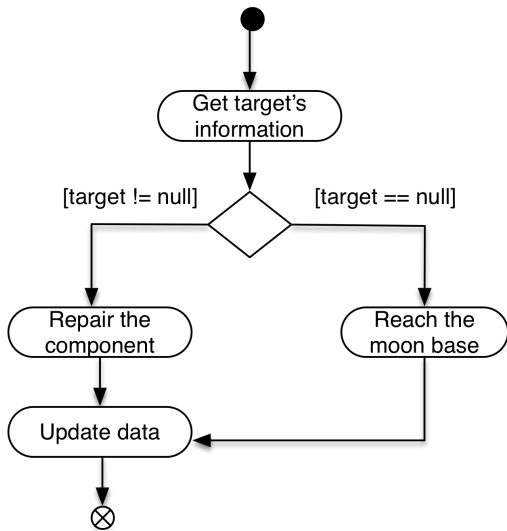 Get target's
information
[target != null]
[target == null]
Repair the
component
Reach the
moon base
Update data